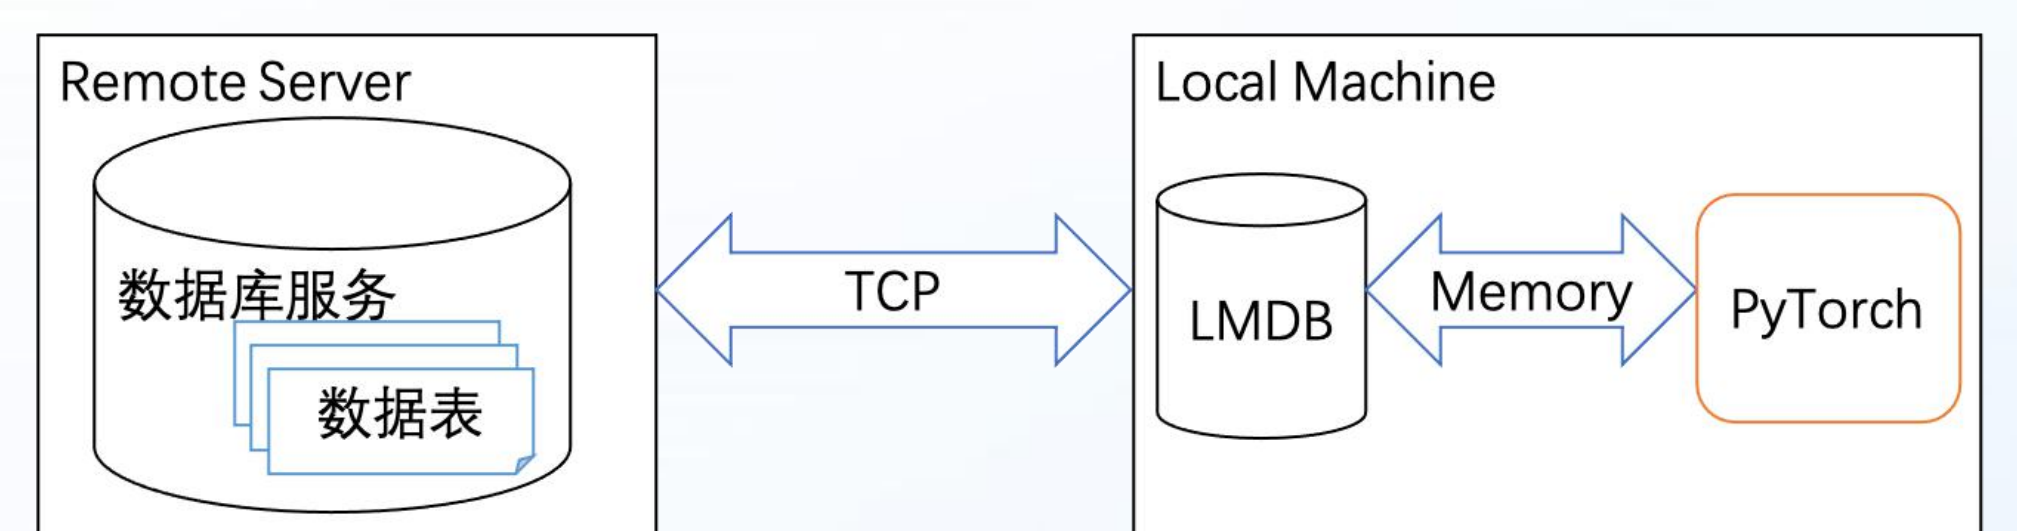 Remote Server
数据库服务
数据表
TCP
Local Machine
LMDB
Memory
PyTorch